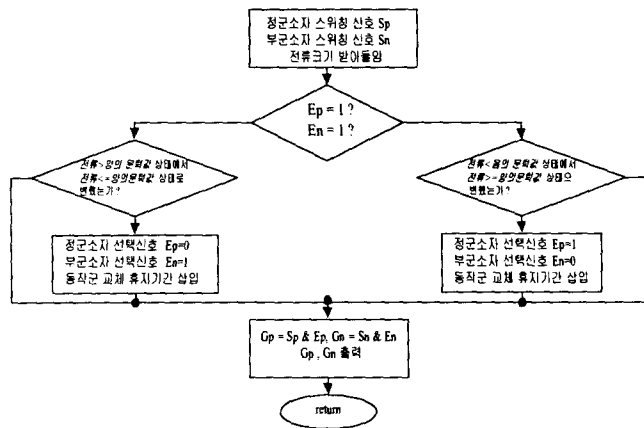 정군소자 스위칭 신호 Sp
부군소자 스위칭 신호 Sn
전류크기 받아들임
Ep = 1 ?
En = 1 ?
전류>양의 문턱값 상태에서
전류<=양의문턱값 상태로
변했는가?
전류<음의 문턱값 상태에서
전류>=음의문턱값 상태으
변했는가?
정군소자 선택신호 Ep=0
부군소자 선택신호 En=1
동작군 교체 휴지기간 삽입
정군소자 선택신호 Ep=1
부군소자 선택신호 En=0
동작군 교체 휴지기간 삽입
Gp = Sp & Ep, Gn = Sn & En
Gp , Gn 출력
return